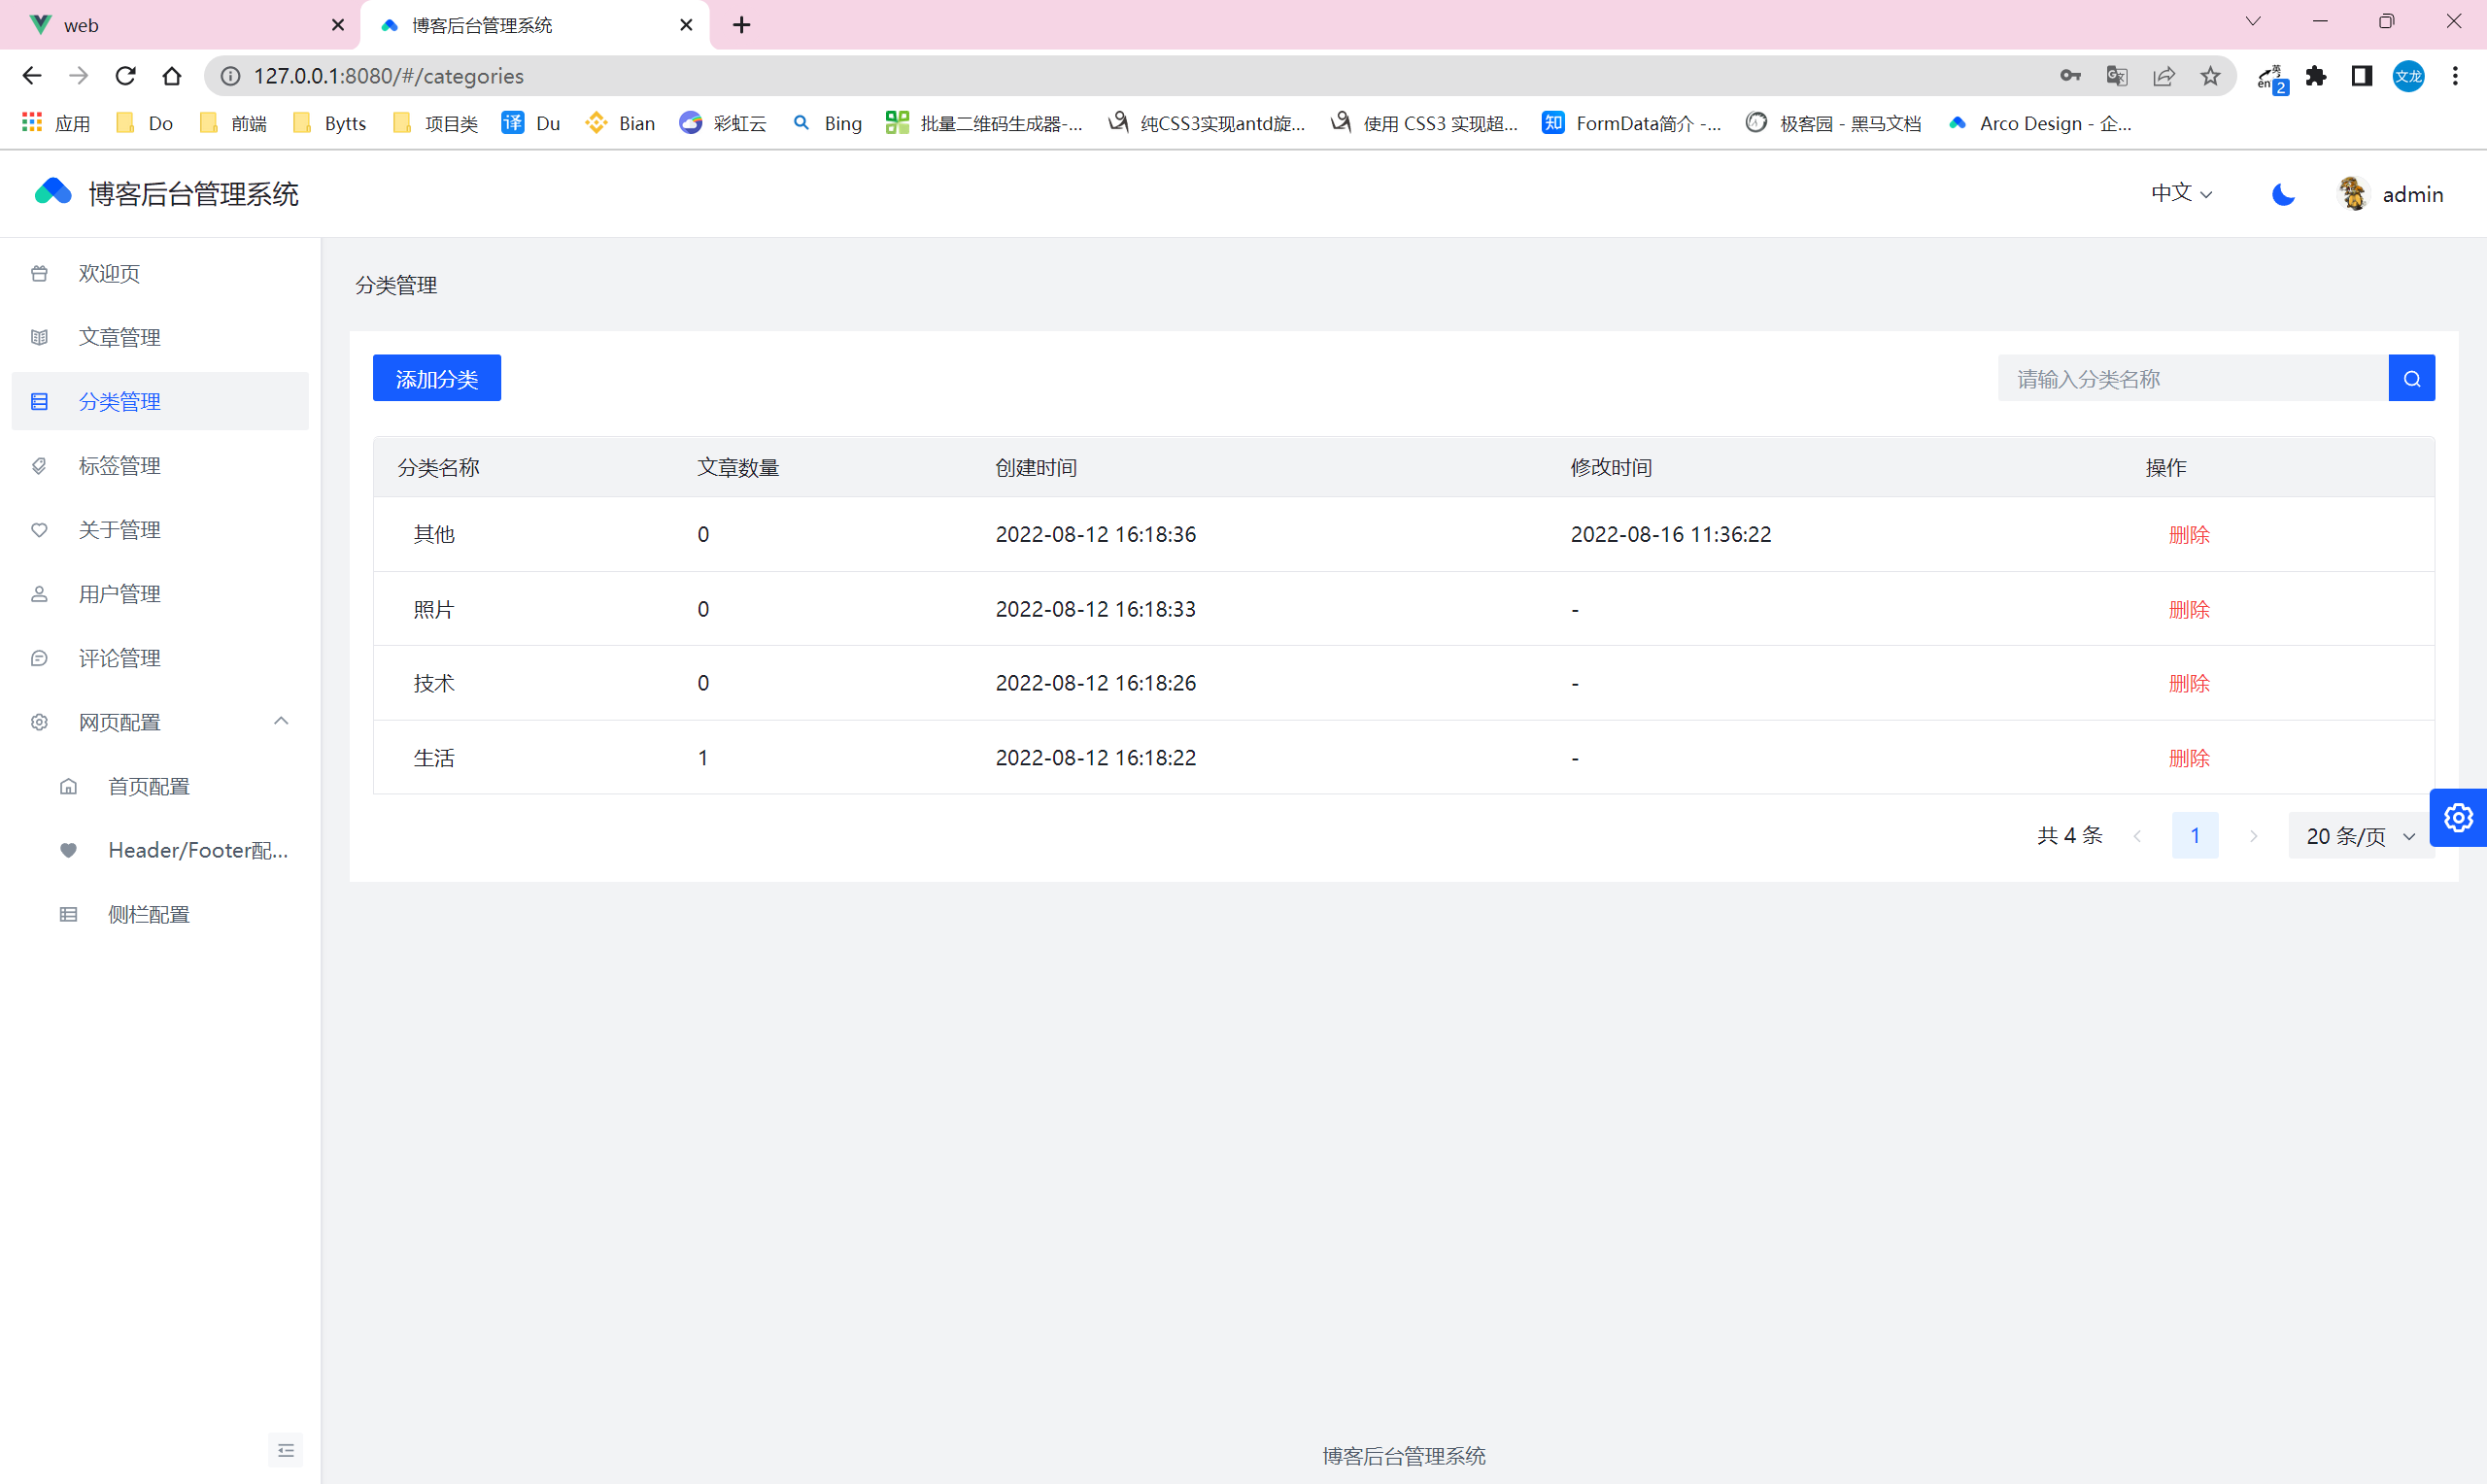 web
博客后台管理系统
127.0.0.1:8080/#/categories
英
en
2
文龙
应用
Do
前端
Bytts
项目类
译 Du
Bian
彩虹云
Bing
批量二维码生成器-...
纯CSS3实现antd旋...
使用 CSS3 实现超...
知 FormData简介 -...
极客园 - 黑马文档
Arco Design - 企...
博客后台管理系统
中文
admin
欢迎页
文章管理
分类管理
标签管理
关于管理
用户管理
评论管理
网页配置
首页配置
Header/Footer配...
侧栏配置
分类管理
添加分类
请输入分类名称
分类名称 文章数量 创建时间 修改时间 操作
其他 0 2022-08-12 16:18:36 2022-08-16 11:36:22 删除
照片 0 2022-08-12 16:18:33 - 删除
技术 0 2022-08-12 16:18:26 - 删除
生活 1 2022-08-12 16:18:22 - 删除
共 4 条 1 20 条/页
博客后台管理系统